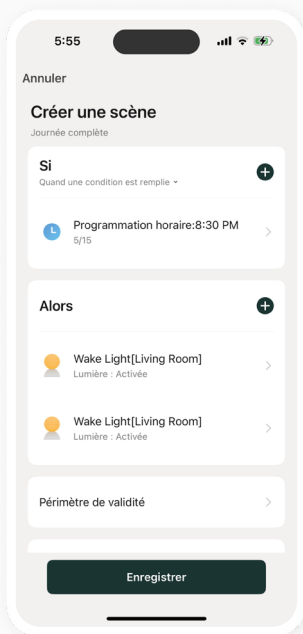 5:55
Annuler
Créer une scène
Journée complète
Si
Quand une condition est remplie
Programmation horaire:8:30 PM
5/15
Alors
Wake Light[Living Room]
Lumière : Activée
Wake Light[Living Room]
Lumière : Activée
Périmètre de validité
Enregistrer